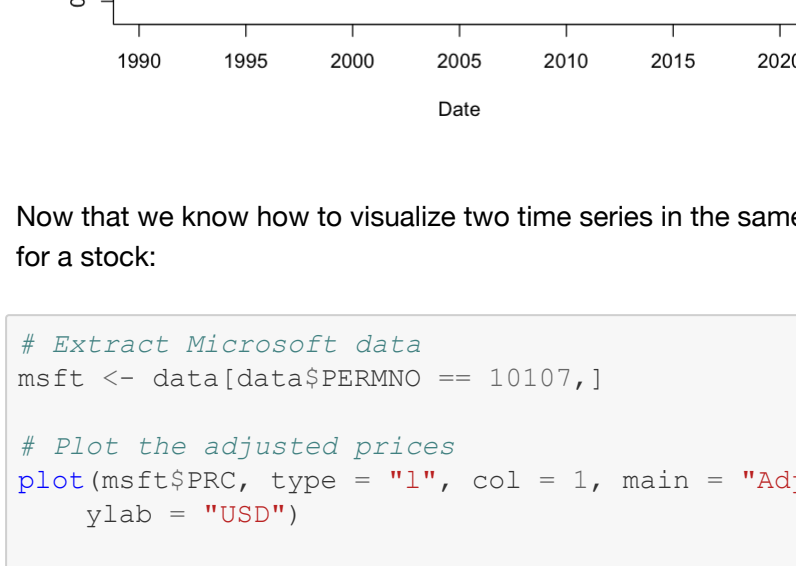 1990 1995 2000 2005 2010 2015 202
Date
Now that we know how to visualize two time series in the same
for a stock:
# Extract Microsoft data
msft <- data[data$PERMNO == 10107,]
# Plot the adjusted prices
plot(msft$PRC, type = "l", col = 1, main = "Adj
ylab = "USD")